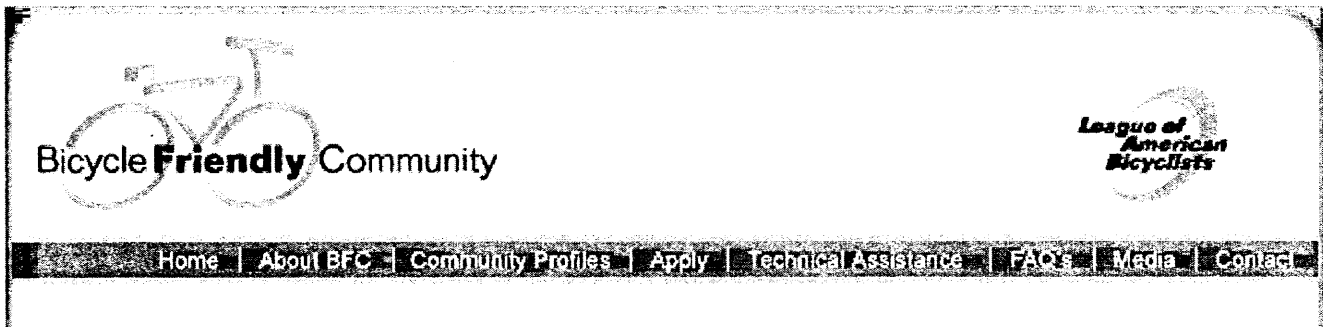 Bicycle Friendly Community
League of
American
Bicyclists
Home | About BFC | Community Profiles | Apply | Technical Assistance | FAQ's | Media | Contact